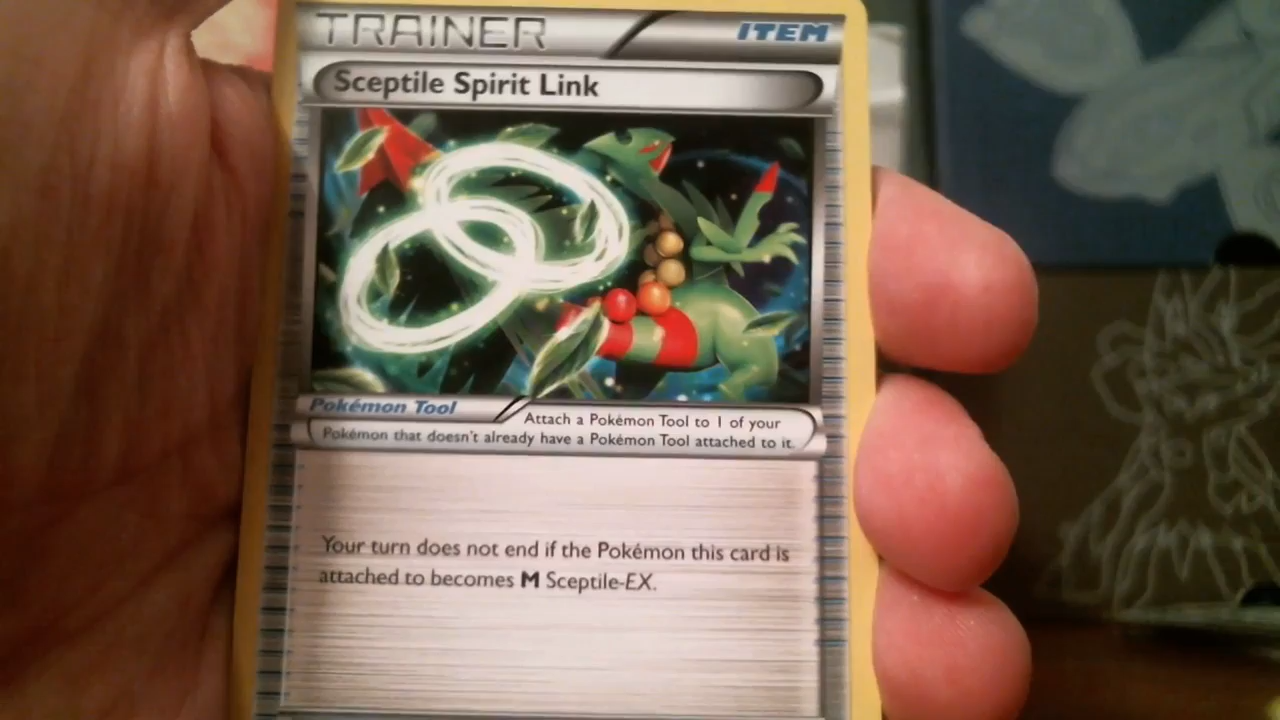 TRAINER ITEM
Sceptile Spirit Link
Pokémon Tool
Attach a Pokémon Tool to 1 of your
Pokémon that doesn't already have a Pokémon Tool attached to it.
Your turn does not end if the Pokémon this card is
attached to becomes M Sceptile-EX.